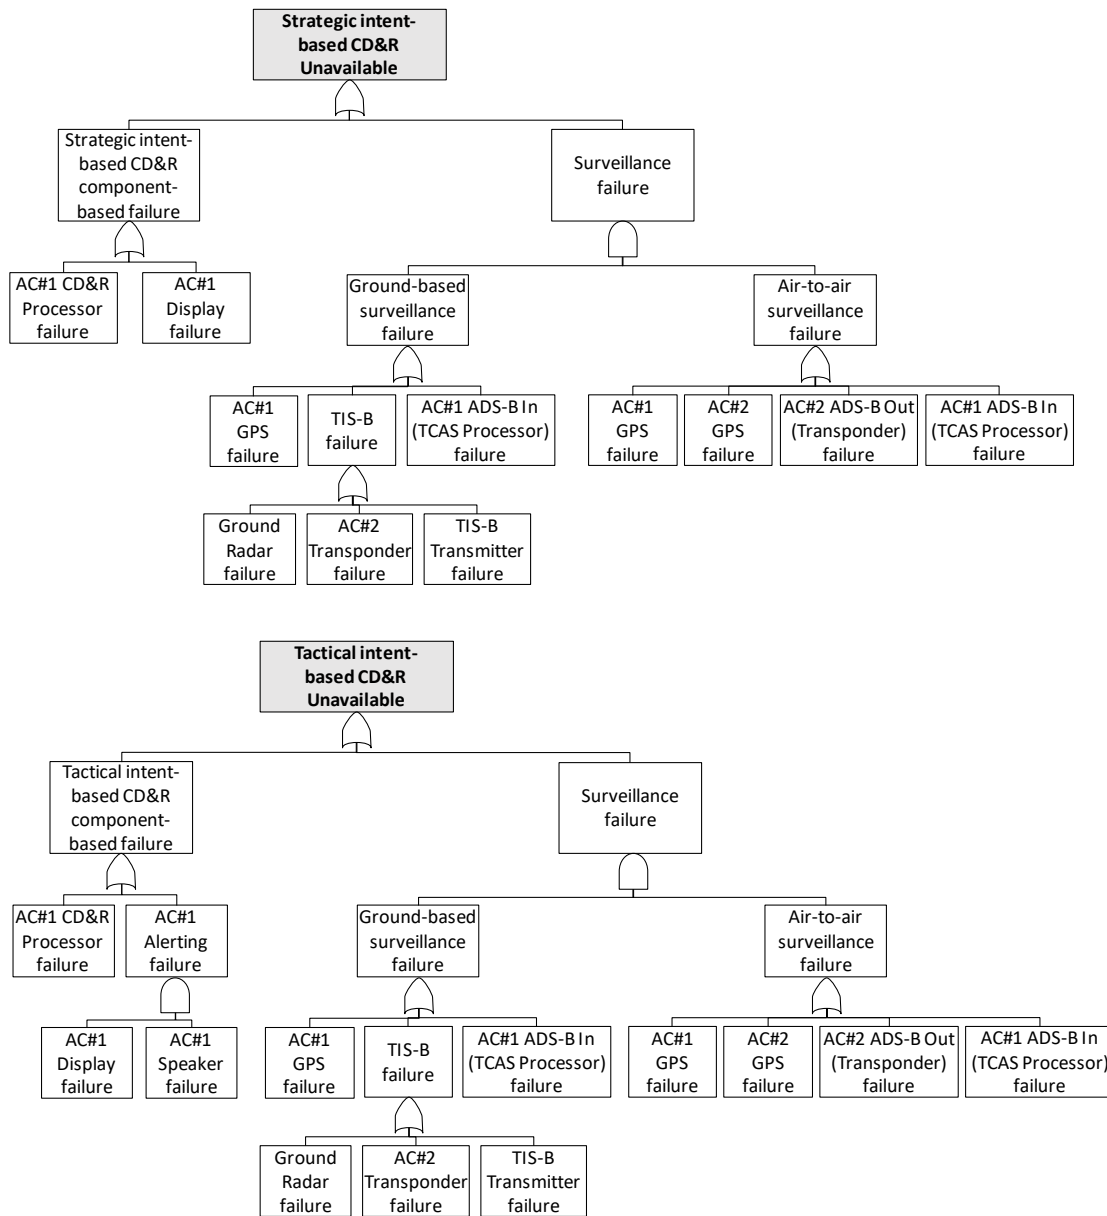 Strategic intent-
based CD&R
Unavailable
Strategic intent-
based CD&R
component-
based failure
Surveillance
failure
AC#1 CD&R
Processor
failure
AC#1
Display
failure
Ground-based
surveillance
failure
Air-to-air
surveillance
failure
AC#1
GPS
failure
TIS-B
failure
AC#1 ADS-B In
(TCAS Processor)
failure
AC#1
GPS
failure
AC#2
GPS
failure
AC#2 ADS-B Out
(Transponder)
failure
AC#1 ADS-B In
(TCAS Processor)
failure
Ground
Radar
failure
AC#2
Transponder
failure
TIS-B
Transmitter
failure
Tactical intent-
based CD&R
Unavailable
Tactical intent-
based CD&R
component-
based failure
Surveillance
failure
AC#1 CD&R
Processor
failure
AC#1
Alerting
failure
Ground-based
surveillance
failure
Air-to-air
surveillance
failure
AC#1
Display
failure
AC#1
Speaker
failure
AC#1
GPS
failure
TIS-B
failure
AC#1 ADS-B In
(TCAS Processor)
failure
AC#1
GPS
failure
AC#2
GPS
failure
AC#2 ADS-B Out
(Transponder)
failure
AC#1 ADS-B In
(TCAS Processor)
failure
Ground
Radar
failure
AC#2
Transponder
failure
TIS-B
Transmitter
failure